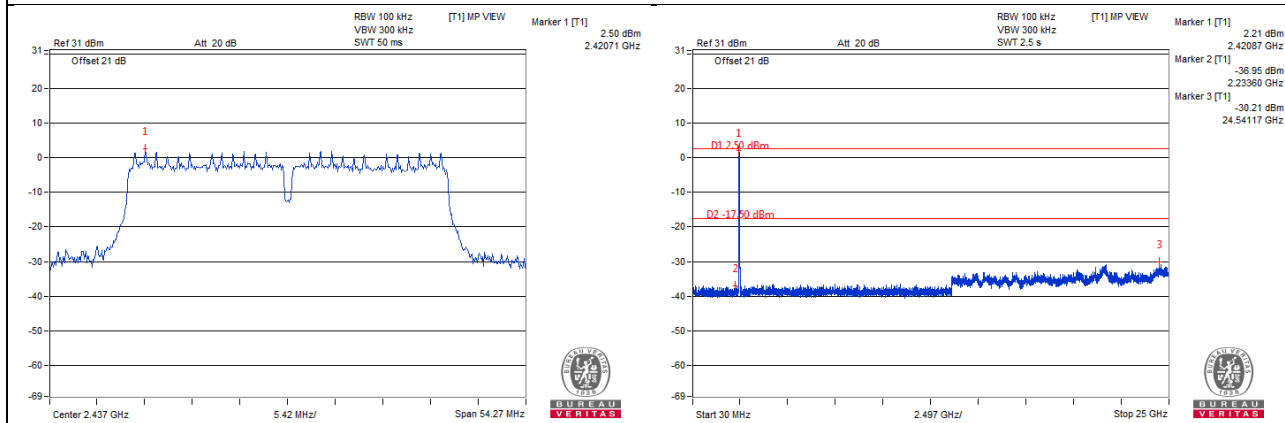 RBW 100 kHz
[T1] MP VIEW
VBW 300 kHz
Ref 31 dBm
Att 20 dB
SWT 50 ms
Marker 1 [T1]
2.50 dBm
2.42071 GHz
Offset 21 dB
31
20
10
0
-10
-20
-30
-40
-50
-60
-69
1
Center 2.437 GHz
5.42 MHz/
Span 54.27 MHz
BUREAU VERITAS
1828
BUREAU
VERITAS
RBW 100 kHz
[T1] MP VIEW
VBW 300 kHz
Ref 31 dBm
Att 20 dB
SWT 2.5 s
Marker 1 [T1]
2.21 dBm
2.42087 GHz
Marker 2 [T1]
-36.95 dBm
2.23360 GHz
Marker 3 [T1]
-30.21 dBm
24.54117 GHz
Offset 21 dB
31
20
10
0
-10
-20
-30
-40
-50
-60
-69
1
D1 2.50 dBm
D2 -17.50 dBm
2
3
Start 30 MHz
2.497 GHz/
Stop 25 GHz
BUREAU VERITAS
1828
BUREAU
VERITAS